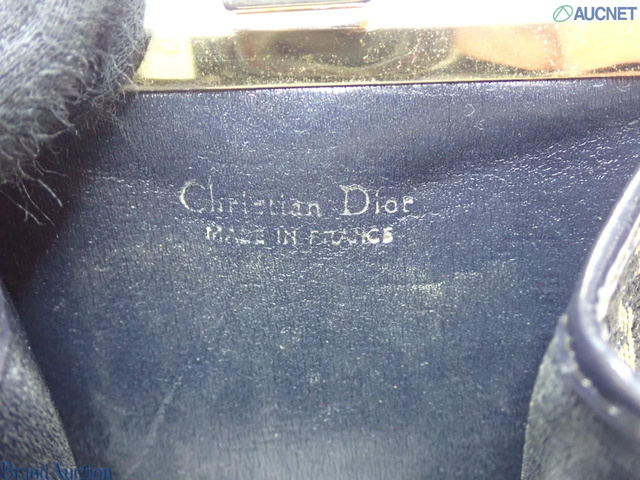 AUCNET
Christian Dior
MADE IN FRANCE
Brand Auction